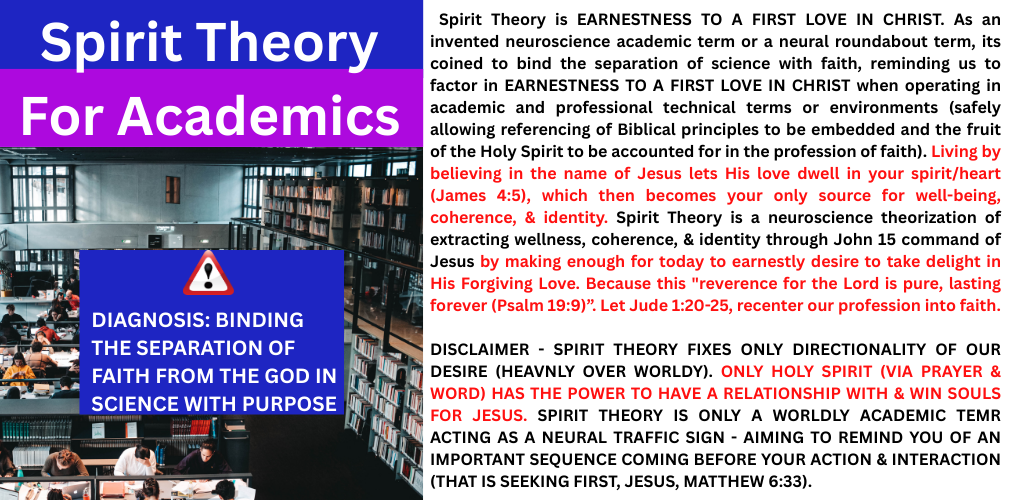 Spirit Theory
For Academics
DIAGNOSIS: BINDING
THE SEPARATION OF
FAITH FROM THE GOD IN
SCIENCE WITH PURPOSE
Spirit Theory is EARNESTNESS TO A FIRST LOVE IN CHRIST. As an
invented neuroscience academic term or a neural roundabout term, its
coined to bind the separation of science with faith, reminding us to
factor in EARNESTNESS TO A FIRST LOVE IN CHRIST when operating in
academic and professional technical terms or environments (safely
allowing referencing of Biblical principles to be embedded and the fruit
of the Holy Spirit to be accounted for in the profession of faith). Living by
believing in the name of Jesus lets His love dwell in your spirit/heart
(James 4:5), which then becomes your only source for well-being,
coherence, & identity. Spirit Theory is a neuroscience theorization of
extracting wellness, coherence, & identity through John 15 command of
Jesus by making enough for today to earnestly desire to take delight in
His Forgiving Love. Because this "reverence for the Lord is pure, lasting
forever (Psalm 19:9)”. Let Jude 1:20-25, recenter our profession into faith.
DISCLAIMER - SPIRIT THEORY FIXES ONLY DIRECTIONALITY OF OUR
DESIRE (HEAVNLY OVER WORLDY). ONLY HOLY SPIRIT (VIA PRAYER &
WORD) HAS THE POWER TO HAVE A RELATIONSHIP WITH & WIN SOULS
FOR JESUS. SPIRIT THEORY IS ONLY A WORLDLY ACADEMIC TEMR
ACTING AS A NEURAL TRAFFIC SIGN - AIMING TO REMIND YOU OF AN
IMPORTANT SEQUENCE COMING BEFORE YOUR ACTION & INTERACTION
(THAT IS SEEKING FIRST, JESUS, MATTHEW 6:33).